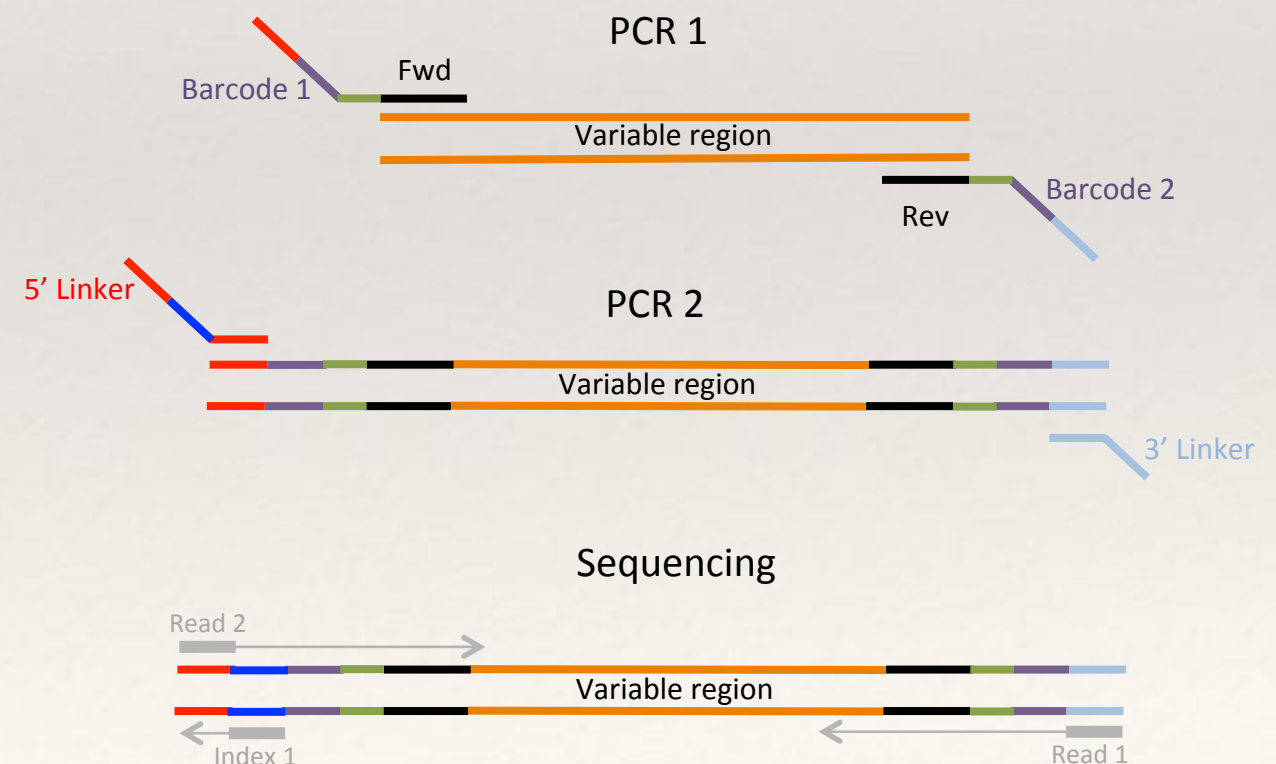 PCR 1
Fwd
Barcode 1
Variable region
Barcode 2
Rev
5’ Linker
PCR 2
Variable region
3’ Linker
Sequencing
Read 2
Variable region
Index 1
Read 1